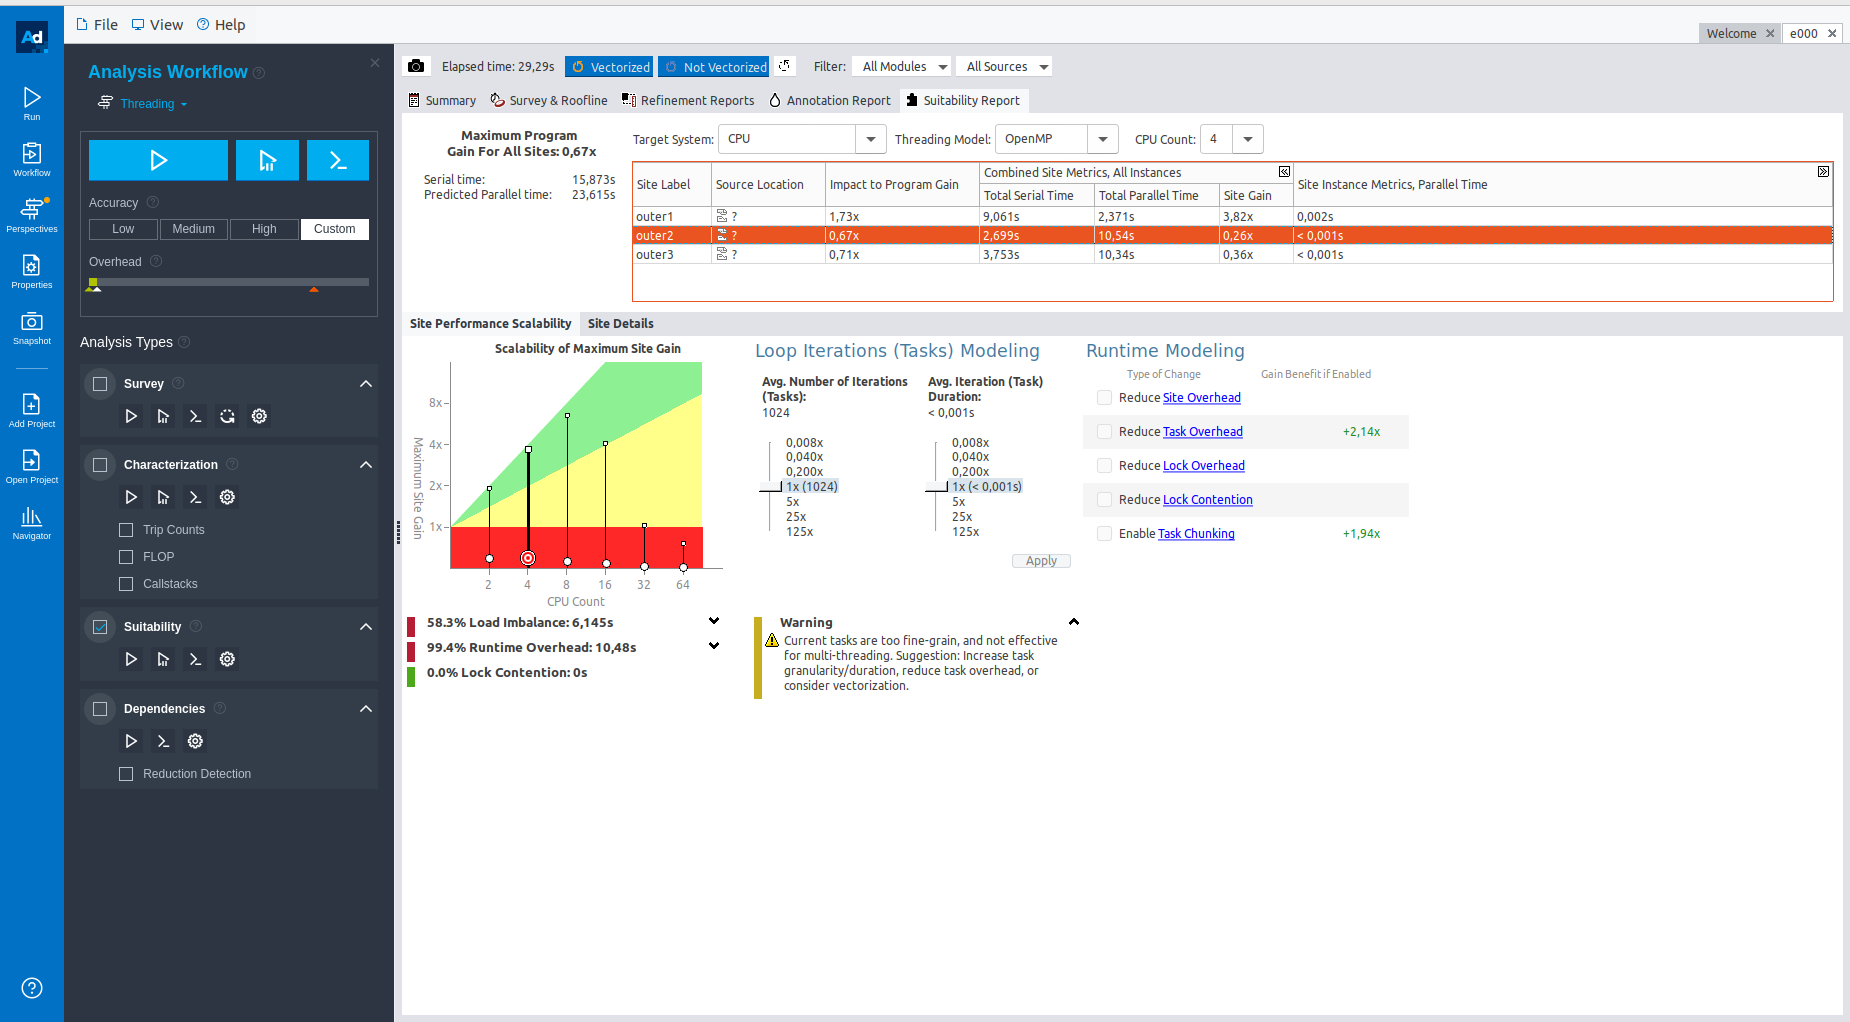 File View Help
Welcome e000
Ad
Run
Workflow
Perspectives
Properties
Snapshot
Add Project
Open Project
Navigator
Analysis Workflow
Threading
Accuracy
Low Medium High Custom
Overhead
Analysis Types
Survey
Characterization
Trip Counts
FLOP
Callstacks
Suitability
Dependencies
Reduction Detection
Elapsed time: 29,29s Vectorized Not Vectorized Filter: All Modules All Sources
Summary Survey & Roofline Refinement Reports Annotation Report Suitability Report
Maximum Program
Gain For All Sites: 0,67x
Serial time: 15,873s
Predicted Parallel time: 23,615s
Target System: CPU Threading Model: OpenMP CPU Count: 4
Site Label Source Location Impact to Program Gain Combined Site Metrics, All Instances Site Instance Metrics, Parallel Time
Total Serial Time Total Parallel Time Site Gain
outer1 ? 1,73x 9,061s 2,371s 3,82x 0,002s
outer2 ? 0,67x 2,699s 10,54s 0,26x < 0,001s
outer3 ? 0,71x 3,753s 10,34s 0,36x < 0,001s
Site Performance Scalability Site Details
Scalability of Maximum Site Gain
Maximum Site Gain
8x
4x
2x
1x
2 4 8 16 32 64
CPU Count
Loop Iterations (Tasks) Modeling
Avg. Number of Iterations
(Tasks):
1024
0,008x
0,040x
0,200x
1x (1024)
5x
25x
125x
Avg. Iteration (Task)
Duration:
< 0,001s
0,008x
0,040x
0,200x
1x (< 0,001s)
5x
25x
125x
Apply
Runtime Modeling
Type of Change Gain Benefit if Enabled
Reduce Site Overhead
Reduce Task Overhead +2,14x
Reduce Lock Overhead
Reduce Lock Contention
Enable Task Chunking +1,94x
58.3% Load Imbalance: 6,145s
99.4% Runtime Overhead: 10,48s
0.0% Lock Contention: 0s
Warning
Current tasks are too fine-grain, and not effective
for multi-threading. Suggestion: Increase task
granularity/duration, reduce task overhead, or
consider vectorization.